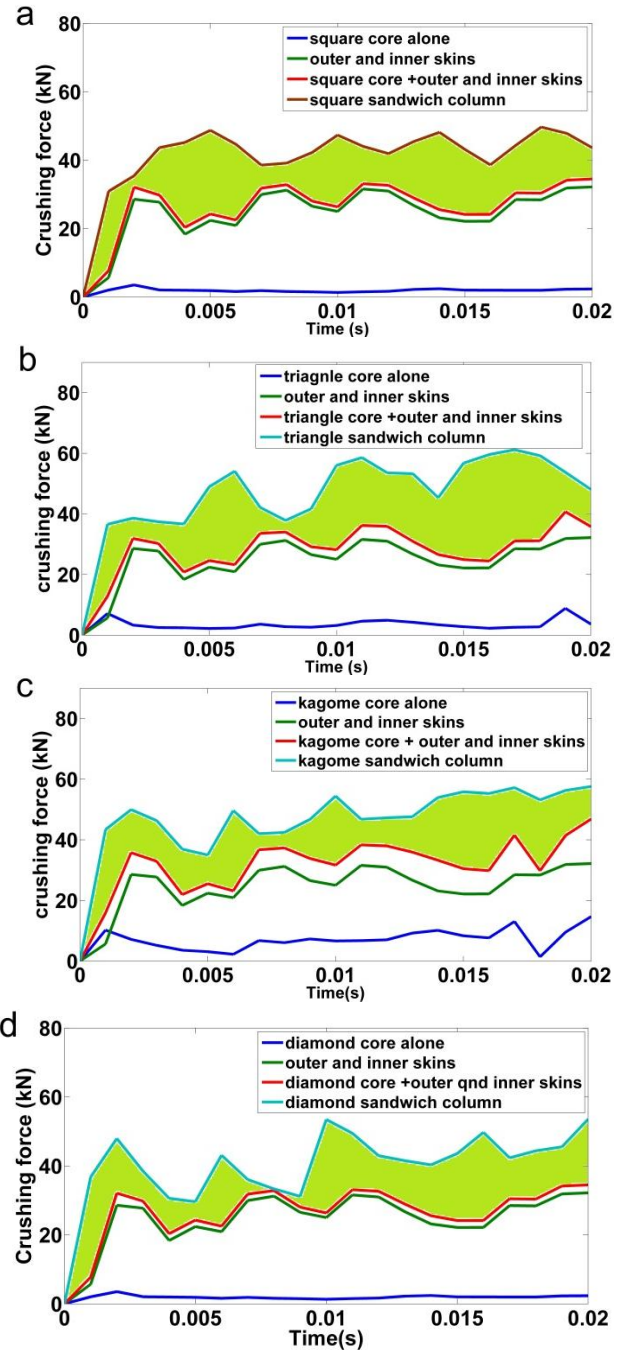 a
80
60
40
20
0
Crushing force (kN)
square core alone
outer and inner skins
square core +outer and inner skins
square sandwich column
0 0.005 0.01 0.015 0.02
Time (s)
b
80
60
40
20
0
crushing force (kN)
triagnle core alone
outer and inner skins
triangle core +outer and inner skins
triangle sandwich column
0 0.005 0.01 0.015 0.02
Time (s)
c
80
60
40
20
0
crushing force (kN)
kagome core alone
outer and inner skins
kagome core + outer and inner skins
kagome sandwich column
0 0.005 0.01 0.015 0.02
Time(s)
d
80
60
40
20
0
Crushing force (kN)
diamond core alone
outer and inner skins
diamond core +outer qnd inner skins
diamond sandwich column
0 0.005 0.01 0.015 0.02
Time(s)